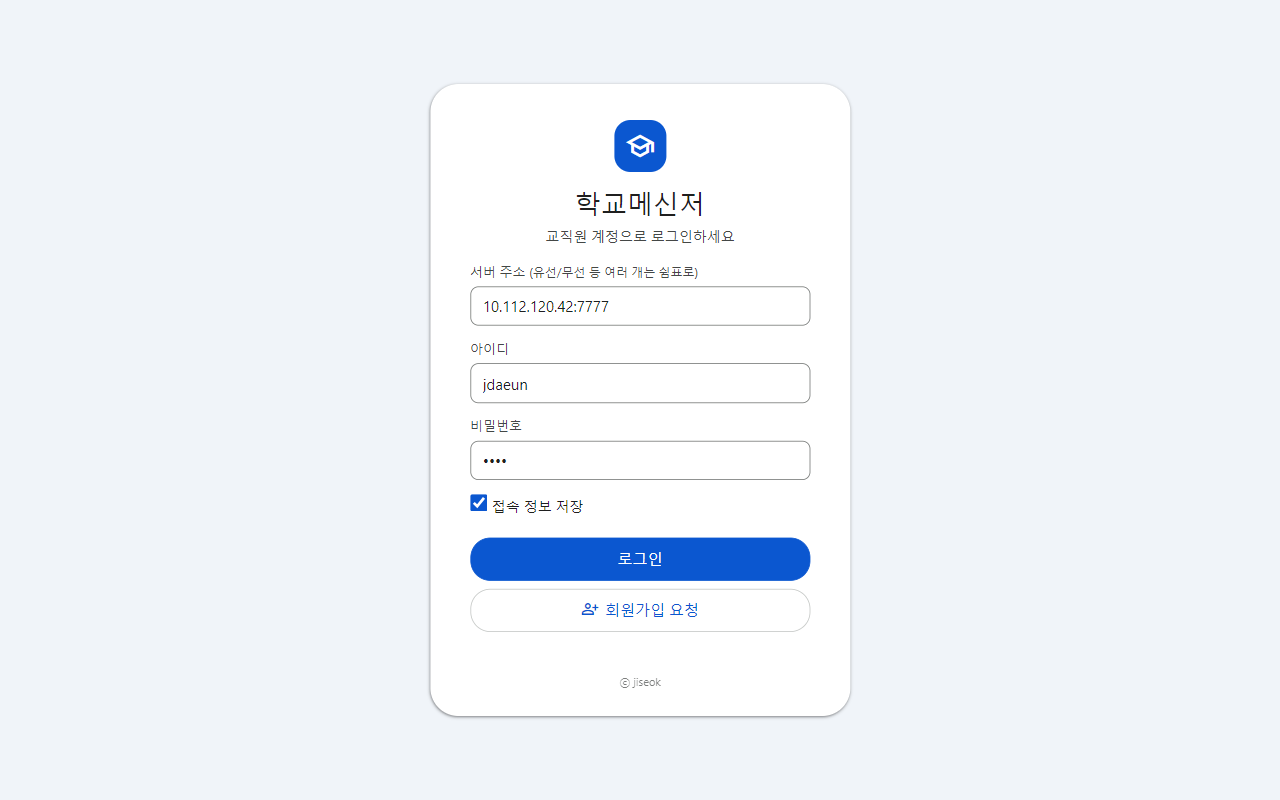 학교메신저
교직원 계정으로 로그인하세요
서버 주소 (유선/무선 등 여러 개는 쉼표로)
10.112.120.42:7777
아이디
jdaeun
비밀번호
••••
접속 정보 저장
로그인
회원가입 요청
ⓒ jiseok